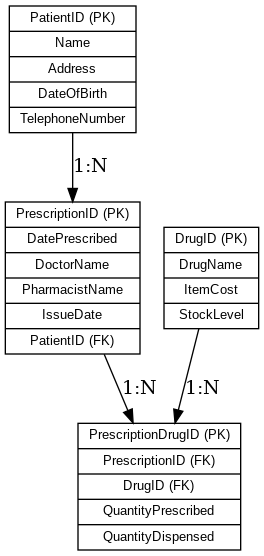 PatientID (PK)
Name
Address
DateOfBirth
TelephoneNumber
1:N
PrescriptionID (PK)
DatePrescribed
DoctorName
PharmacistName
IssueDate
PatientID (FK)
DrugID (PK)
DrugName
ItemCost
StockLevel
1:N
1:N
PrescriptionDrugID (PK)
PrescriptionID (FK)
DrugID (FK)
QuantityPrescribed
QuantityDispensed